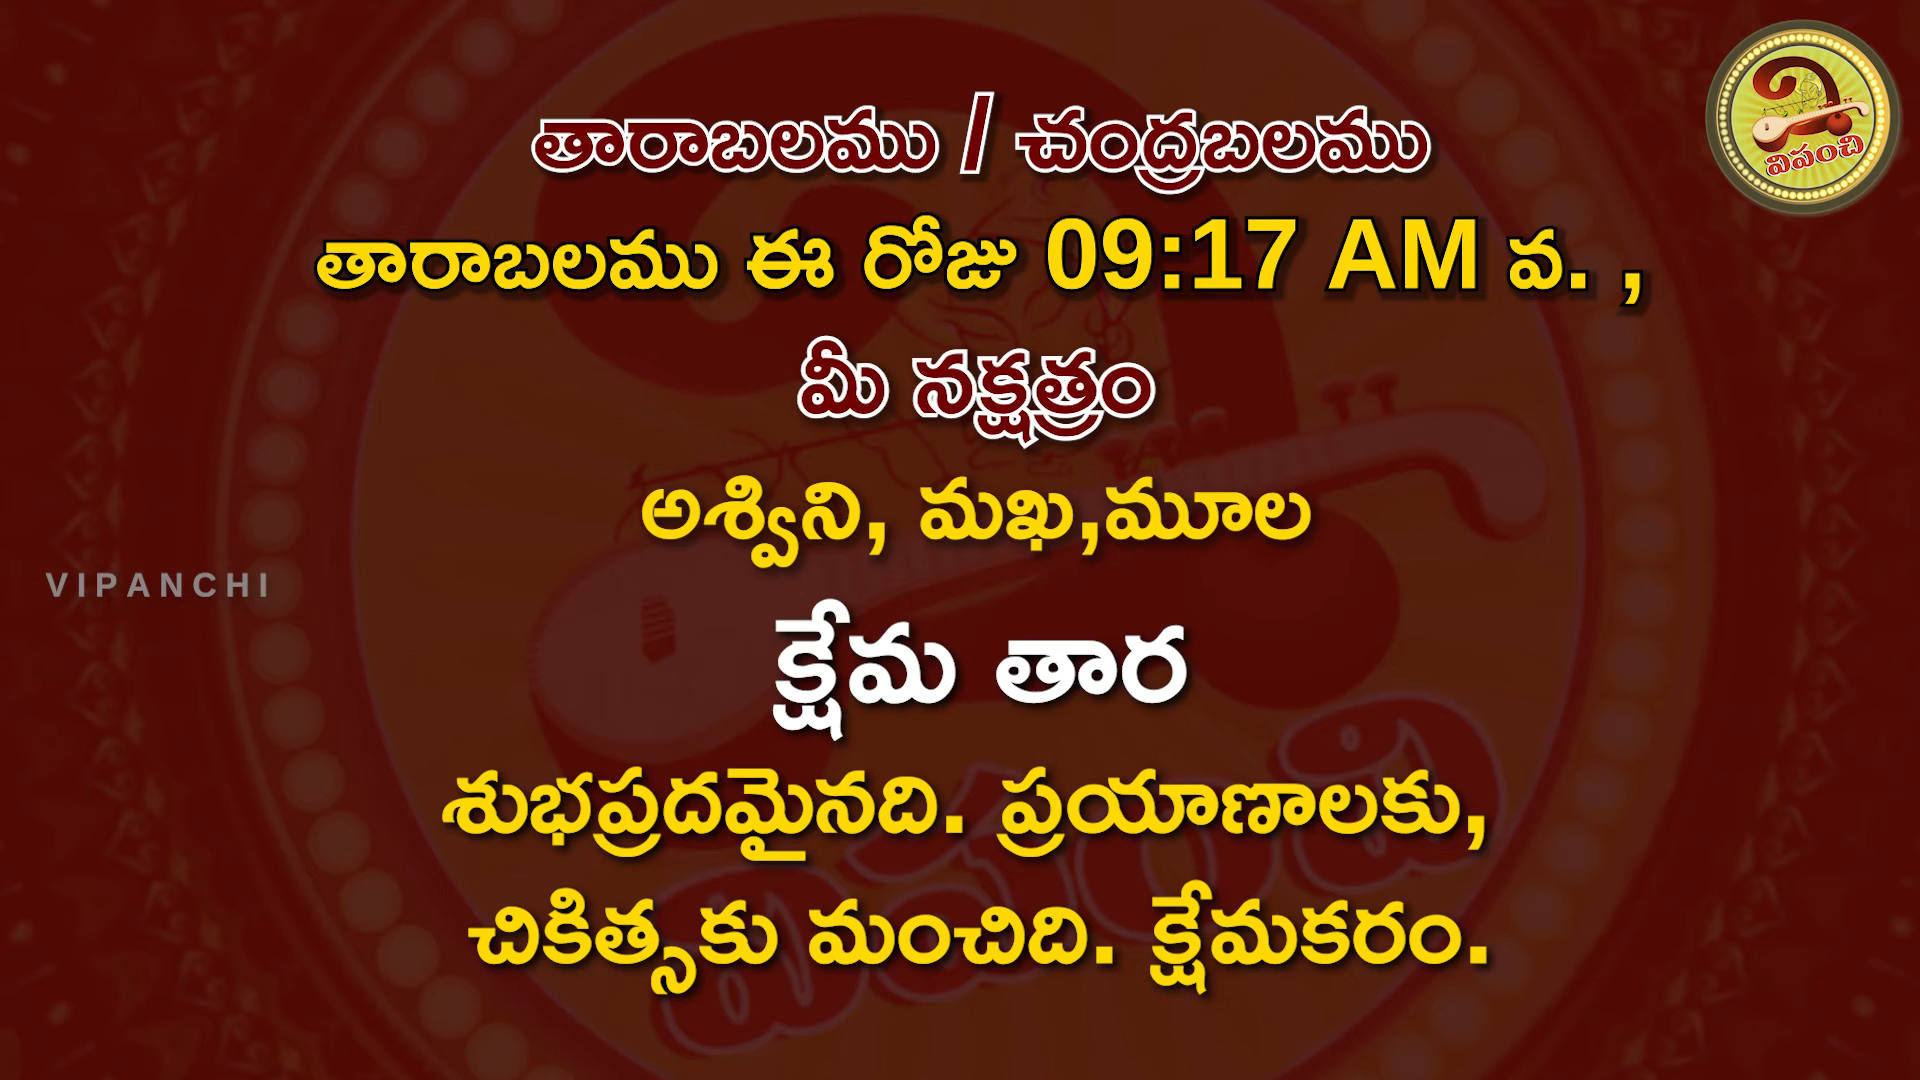 తారాబలము / చంద్రబలము
విపంచి
తారాబలము ఈ రోజు 09:17 AM వ. ,
మీ నక్షత్రం
అశ్విని, మఖ,మూల
VIPANCHI
క్షేమ తార
శుభప్రదమైనది. ప్రయాణాలకు,
చికిత్సకు మంచిది. క్షేమకరం.
విపంచి